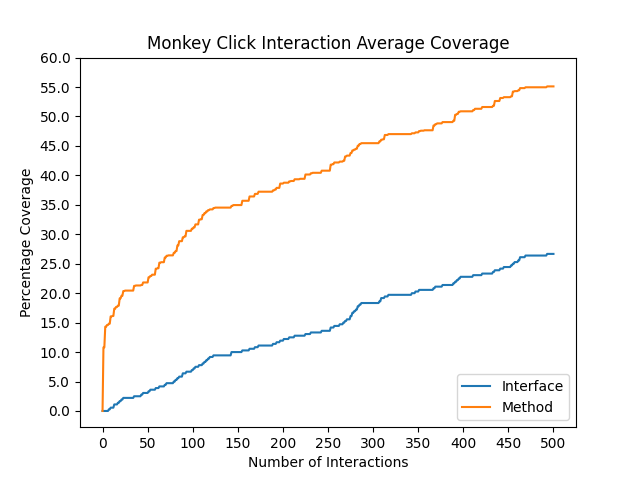 Monkey Click Interaction Average Coverage
60.0
55.0
50.0
45.0
40.0
35.0
30.0
25.0
20.0
15.0
10.0
5.0
0.0
Percentage Coverage
Interface
Method
0 50 100 150 200 250 300 350 400 450 500
Number of Interactions